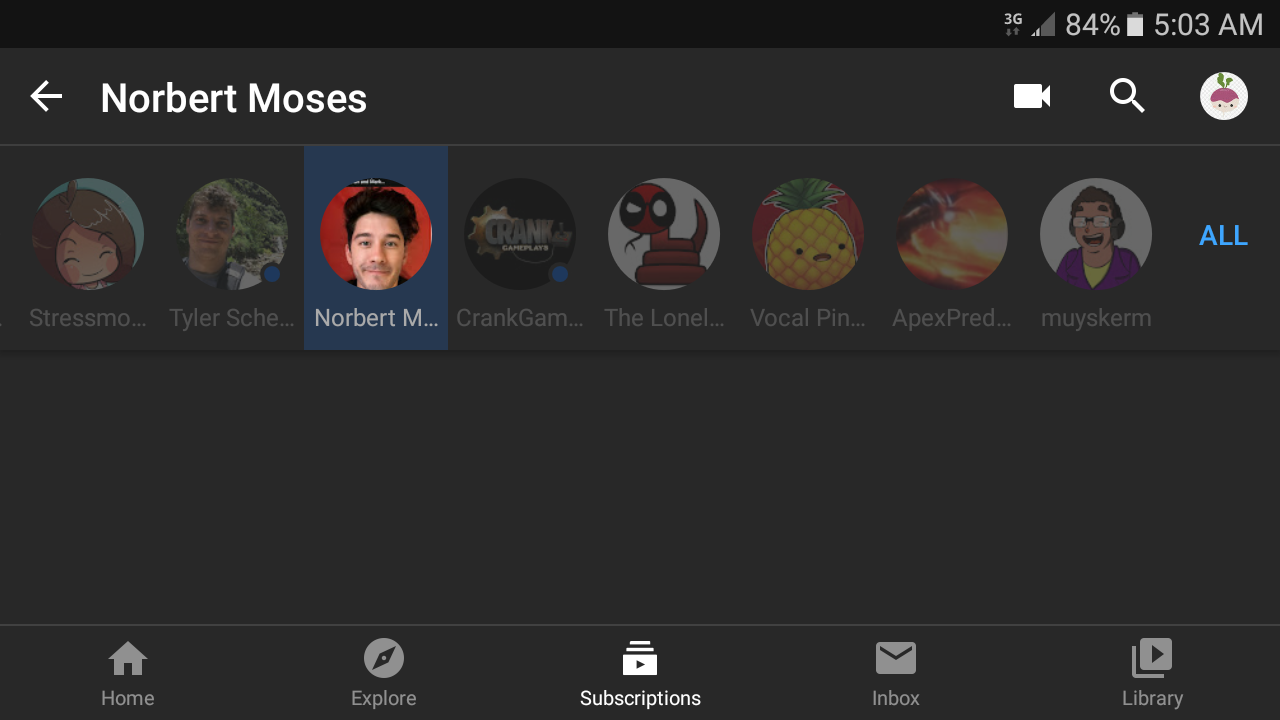 3G 84% 5:03 AM
Norbert Moses
CRANK
GAMEPLAYS
Stressmo...
Tyler Sche...
Norbert M...
CrankGam...
The Lonel...
Vocal Pin...
ApexPred...
muyskerm
ALL
Home
Explore
Subscriptions
Inbox
Library